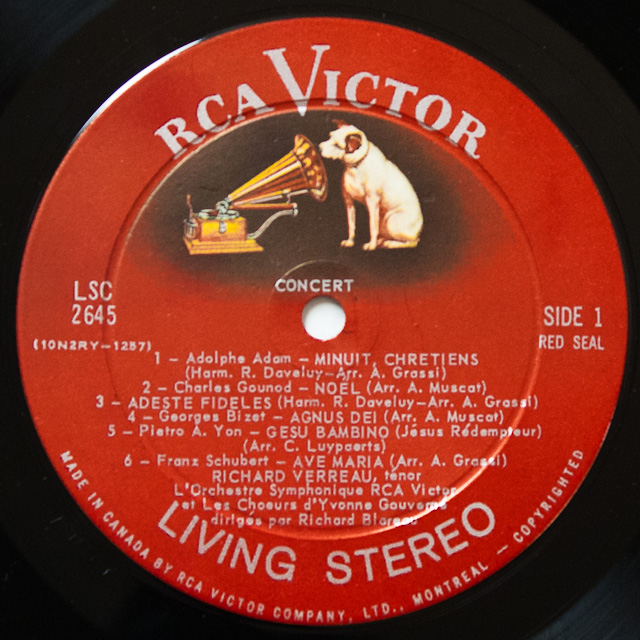 RCA VICTOR
CONCERT
LSC
2645
(10N2RY-1257)
SIDE 1
RED SEAL
1 - Adolphe Adam - MINUIT, CHRETIENS
(Harm. R. Daveluy-Arr. A. Grassi)
2 - Charles Gounod - NOEL (Arr. A. Muscat)
3 - ADESTE FIDELES (Harm. R. Daveluy-Arr. A. Grassi)
4 - Georges Bizet - AGNUS DEI (Arr. A. Muscat)
5 - Pietro A. Yon - GESU BAMBINO (Jésus Rédempteur)
(Arr. C. Luypaerts)
6 - Franz Schubert - AVE MARIA (Arr. A. Grassi)
RICHARD VERREAU, ténor
L'Orchestre Symphonique RCA Victor
et Les Choeurs d'Yvonne
dirigés par Richard
LIVING STEREO
MADE IN CANADA BY RCA VICTOR COMPANY, LTD., MONTREAL - COPYRIGHTED